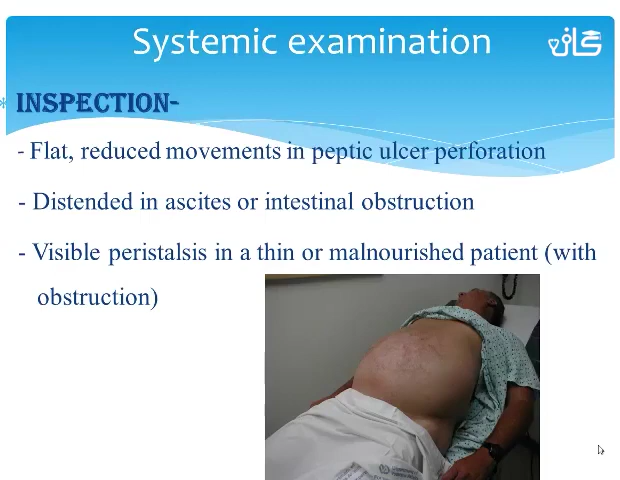 Systemic examination
* INSPECTION-
- Flat, reduced movements in peptic ulcer perforation
- Distended in ascites or intestinal obstruction
- Visible peristalsis in a thin or malnourished patient (with
obstruction)